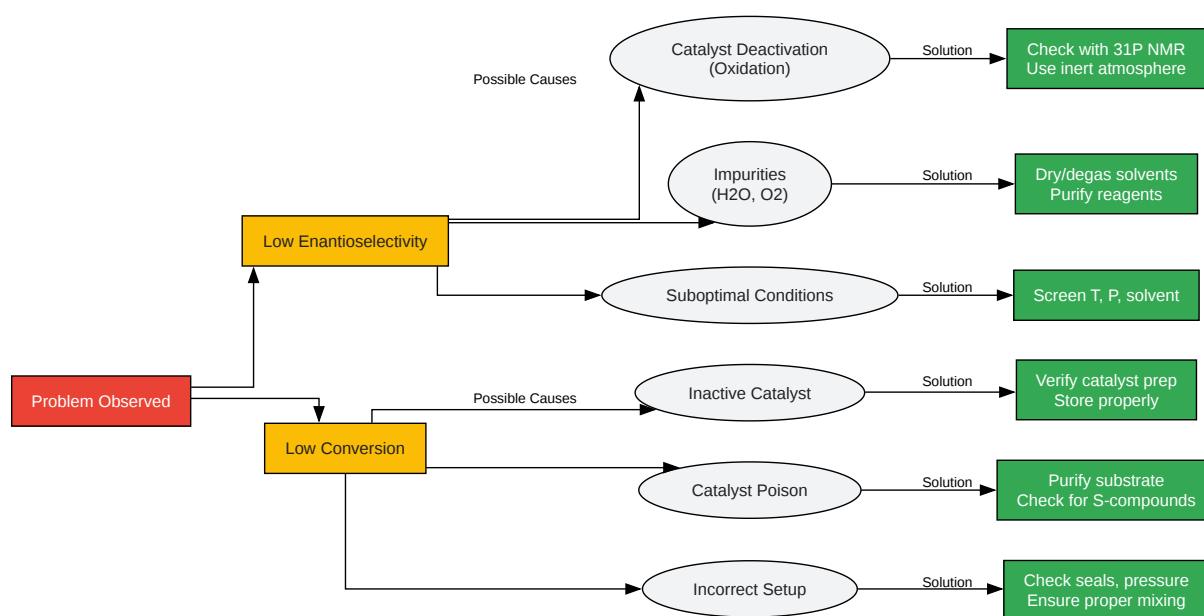 Problem Observed
Low Enantioselectivity
Possible Causes
Catalyst Deactivation
(Oxidation)
Solution
Check with 31P NMR
Use inert atmosphere
Impurities
(H2O, O2)
Solution
Dry/degas solvents
Purify reagents
Suboptimal Conditions
Solution
Screen T, P, solvent
Low Conversion
Possible Causes
Inactive Catalyst
Solution
Verify catalyst prep
Store properly
Catalyst Poison
Solution
Purify substrate
Check for S-compounds
Incorrect Setup
Solution
Check seals, pressure
Ensure proper mixing